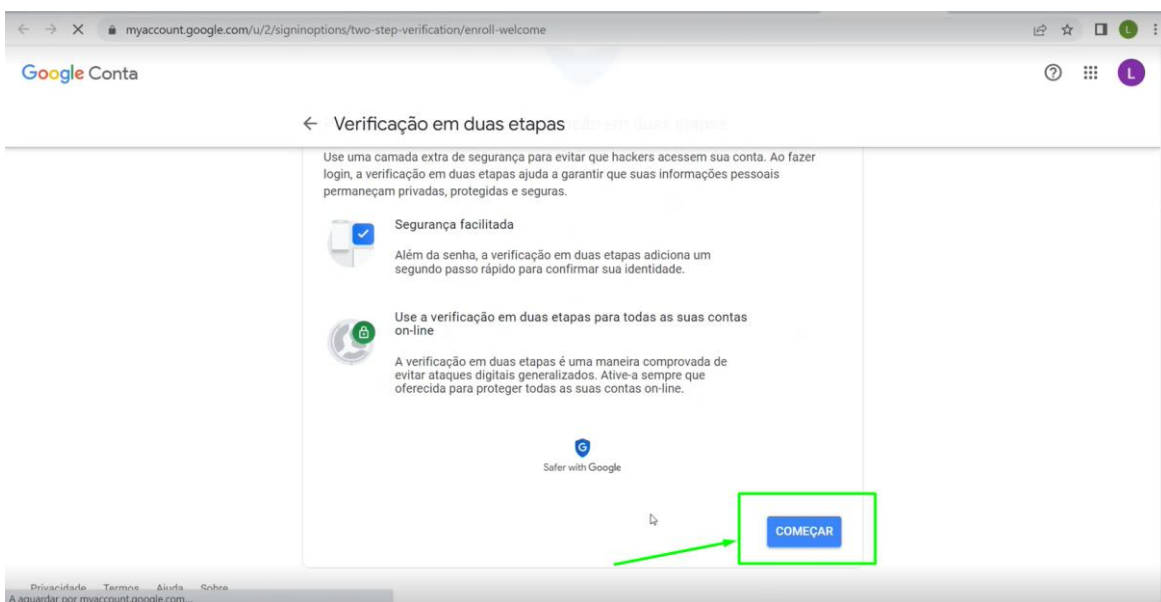 myaccount.google.com/u/2/signinoptions/two-step-verification/enroll-welcome
L
Google Conta
L
Verificação em duas etapas
Use uma camada extra de segurança para evitar que hackers acessem sua conta. Ao fazer
login, a verificação em duas etapas ajuda a garantir que suas informações pessoais
permaneçam privadas, protegidas e seguras.
Segurança facilitada
Além da senha, a verificação em duas etapas adiciona um
segundo passo rápido para confirmar sua identidade.
Use a verificação em duas etapas para todas as suas contas
on-line
A verificação em duas etapas é uma maneira comprovada de
evitar ataques digitais generalizados. Ative-a sempre que
oferecida para proteger todas as suas contas on-line.
G
Safer with Google
COMEÇAR
Privacidade Termos Ajuda Sobre
A aguardar por myaccount.google.com...